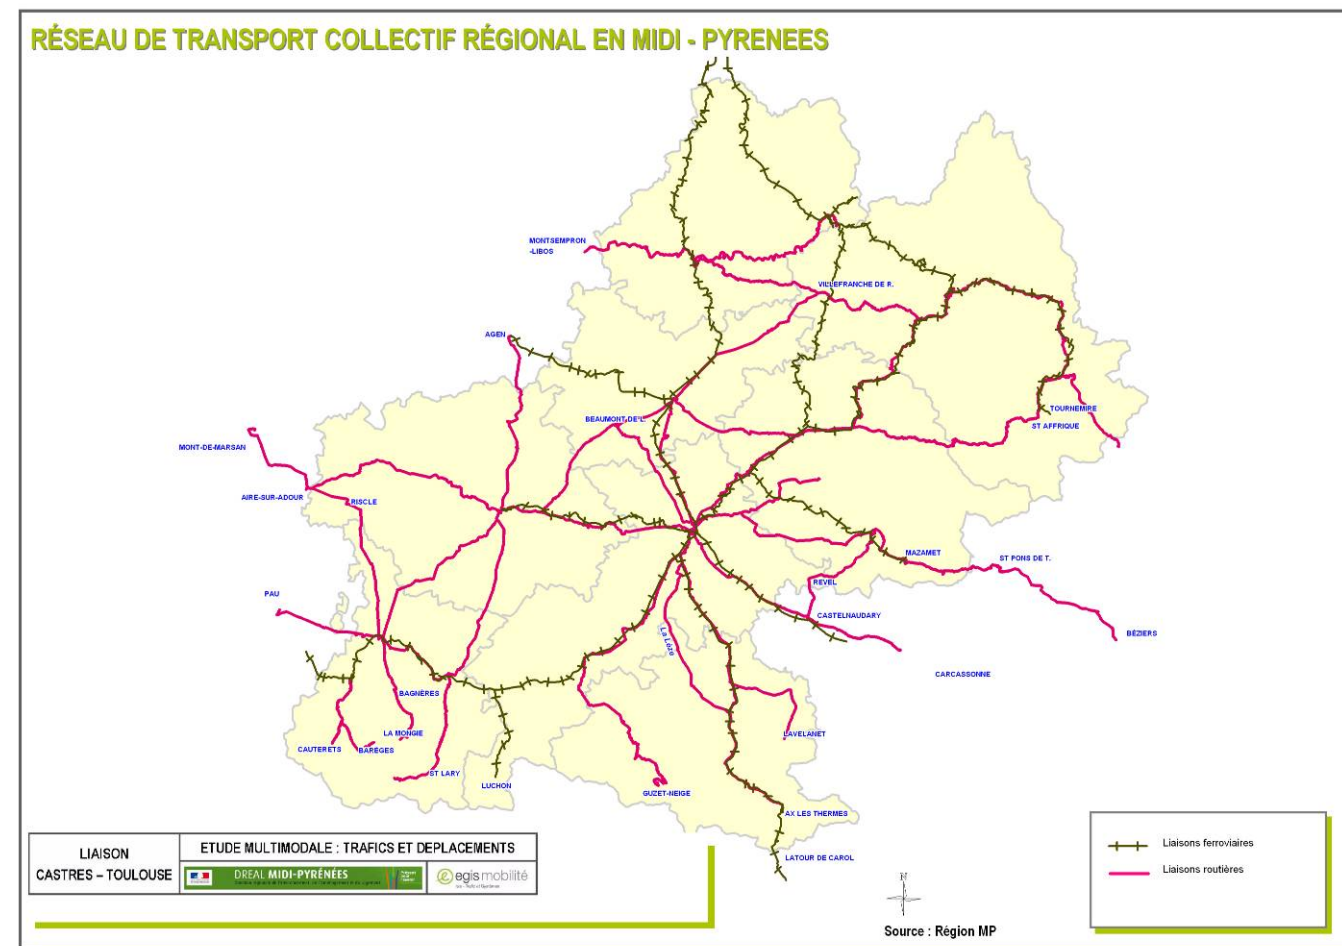 RÉSEAU DE TRANSPORT COLLECTIF RÉGIONAL EN MIDI - PYRENEES
MONTSEMPRON
-LIBOS
VILLEFRANCHE DE R.
AGEN
BEAUMONT-DE-L
TOURNEMIRE
ST AFFRIQUE
MONT-DE-MARSAN
AIRE-SUR-ADOUR
RISCLE
MAZAMET
ST PONS DE T.
REVEL
PAU
CASTELNAUDARY
BÉZIERS
La Lèze
CARCASSONNE
BAGNÈRES
LA MONGIE
LAVELANET
CAUTERETS
BARÈGES
ST LARY
LUCHON
GUZET-NEIGE
AX LES THERMES
LATOUR DE CAROL
LIAISON
CASTRES – TOULOUSE
ETUDE MULTIMODALE : TRAFICS ET DEPLACEMENTS
DREAL MIDI-PYRÉNÉES
egis mobilité
Liaisons ferroviaires
Liaisons routières
N
Source : Région MP